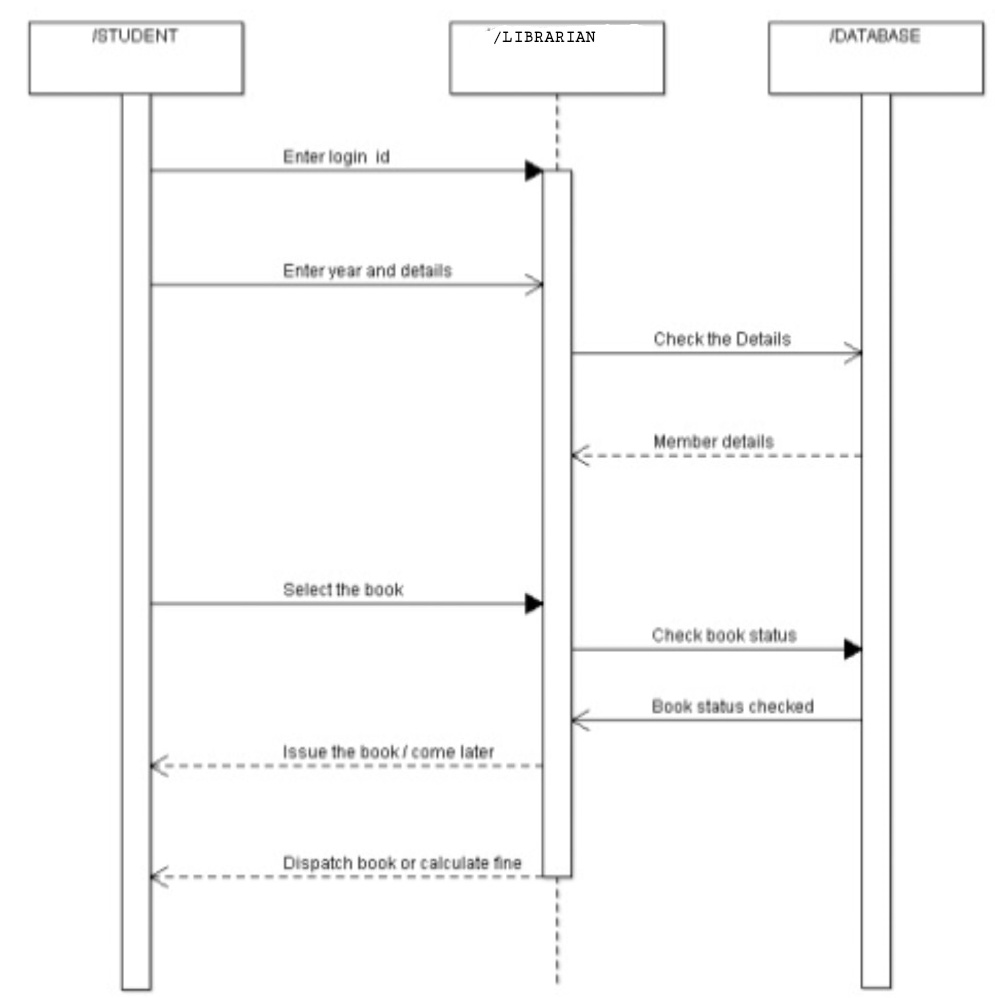 /STUDENT
/LIBRARIAN
/DATABASE
Enter login id
Enter year and details
Check the Details
Member details
Select the book
Check book status
Book status checked
Issue the book / come later
Dispatch book or calculate fine